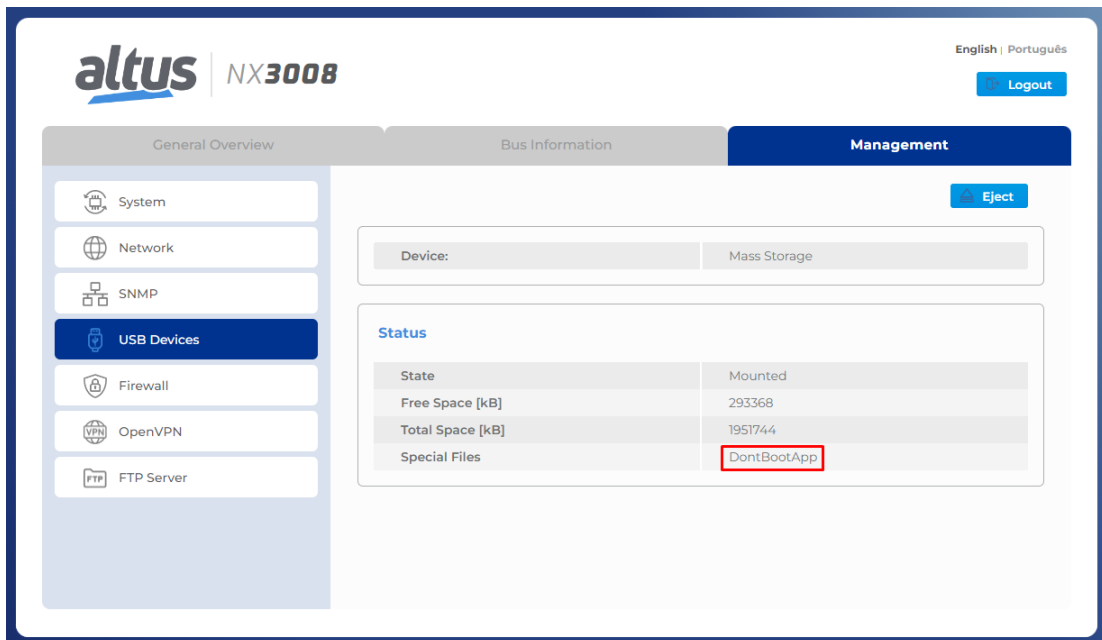 English | Português
altus | NX3008
Logout
General Overview
Bus Information
Management
System
Network
SNMP
USB Devices
Firewall
VPN
OpenVPN
FTP
FTP Server
Eject
Device: Mass Storage
Status
State Mounted
Free Space [kB] 293368
Total Space [kB] 1951744
Special Files DontBootApp